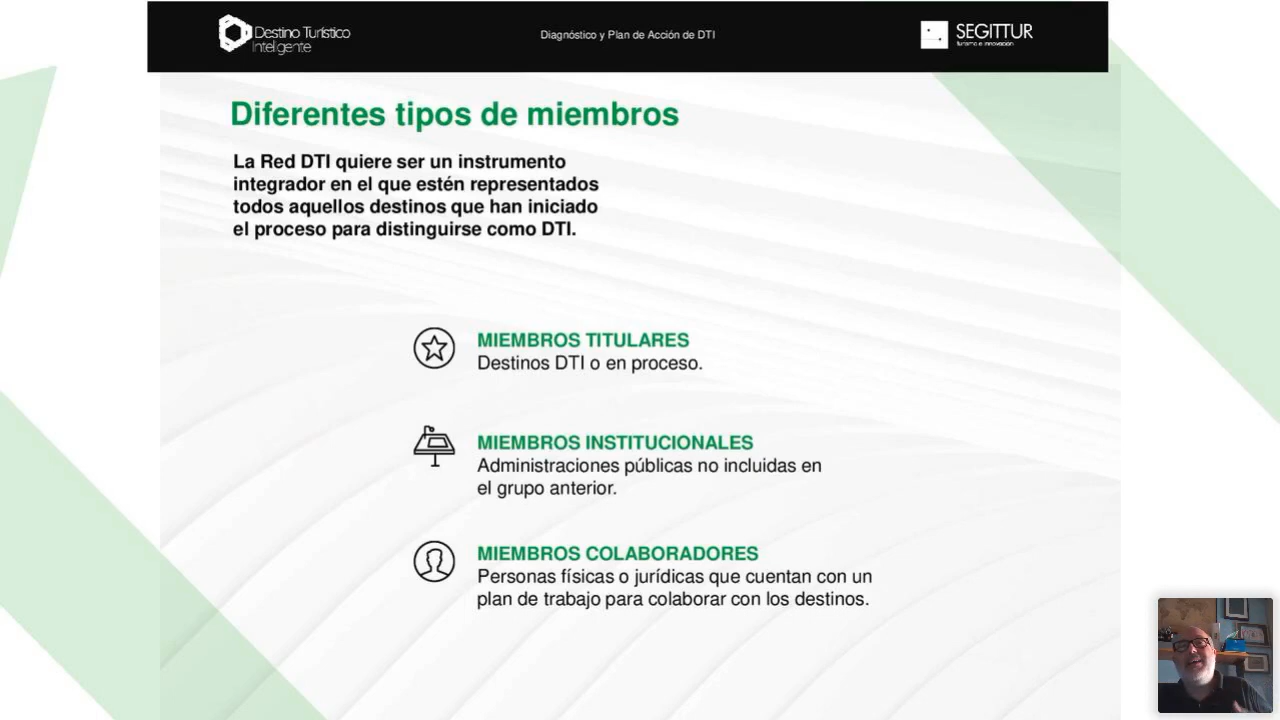 Destino Turístico
Inteligente
Diagnóstico y Plan de Acción de DTI
SEGITTUR
turismo e innovación
Diferentes tipos de miembros
La Red DTI quiere ser un instrumento
integrador en el que estén representados
todos aquellos destinos que han iniciado
el proceso para distinguirse como DTI.
MIEMBROS TITULARES
Destinos DTI o en proceso.
MIEMBROS INSTITUCIONALES
Administraciones públicas no incluidas en
el grupo anterior.
MIEMBROS COLABORADORES
Personas físicas o jurídicas que cuentan con un
plan de trabajo para colaborar con los destinos.